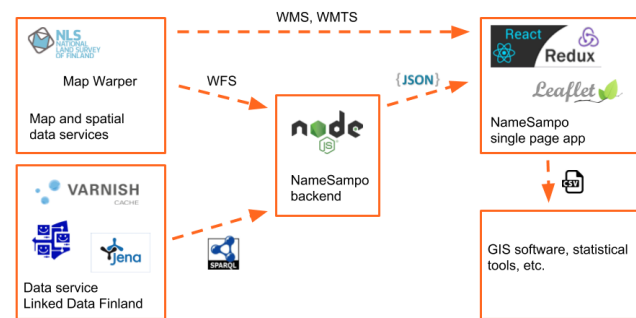 NLS
NATIONAL
LAND SURVEY
OF FINLAND
Map Warper
Map and spatial
data services
WMS, WMTS
WFS
{JSON}
React
Redux
Leaflet
NameSampo
single page app
node
JS
NameSampo
backend
CSV
VARNISH
CACHE
Jena
SPARQL
Data service
Linked Data Finland
GIS software, statistical
tools, etc.